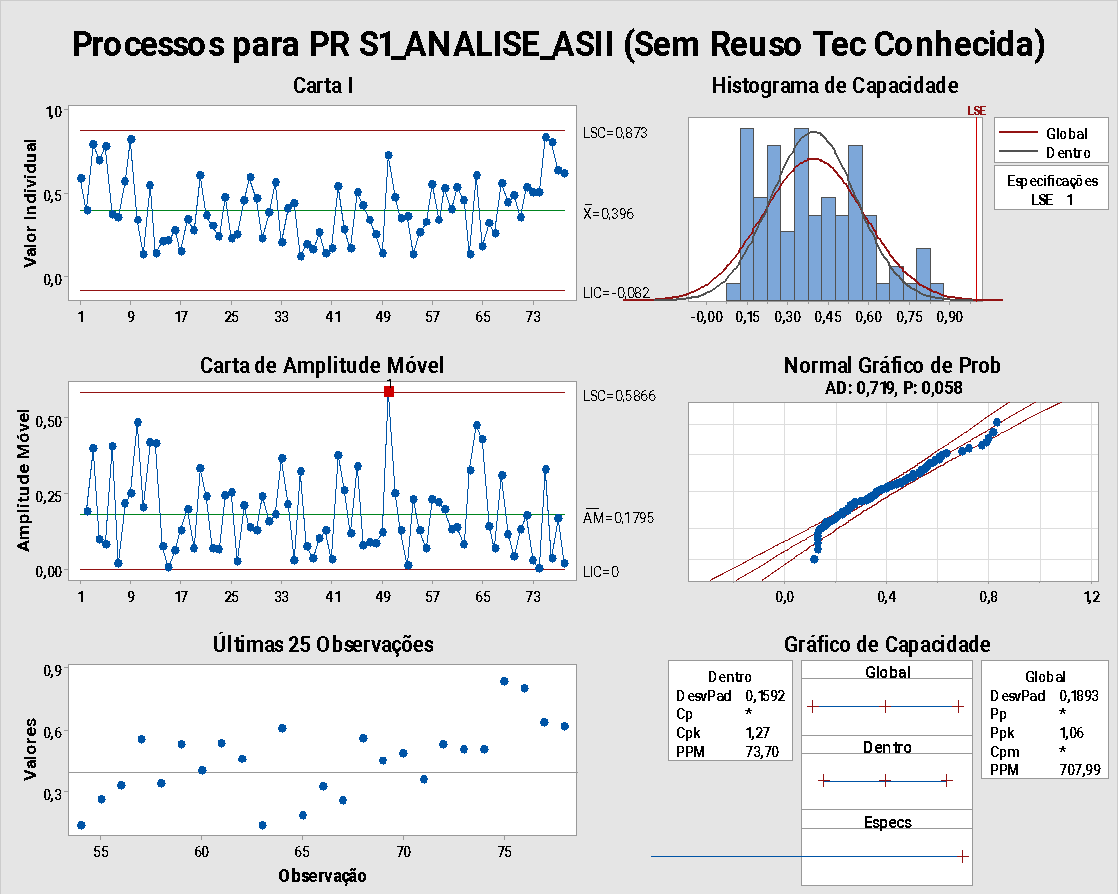 Processos para PR S1_ANALISE_ASII (Sem Reuso Tec Conhecida)
Carta I
Valor Individual
1,0
0,5
0,0
1 9 17 25 33 41 49 57 65 73
LSC=0,873
X̅=0,396
LIC=-0,082
Histograma de Capacidade
LSE
-0,00 0,15 0,30 0,45 0,60 0,75 0,90
Global
Dentro
Especificações
LSE 1
Carta de Amplitude Móvel
Amplitude Móvel
0,50
0,25
0,00
1
1 9 17 25 33 41 49 57 65 73
LSC=0,5866
A̅M̅=0,1795
LIC=0
Normal Gráfico de Prob
AD: 0,719, P: 0,058
0,0 0,4 0,8 1,2
Últimas 25 Observações
Valores
0,9
0,6
0,3
55 60 65 70 75
Observação
Gráfico de Capacidade
Dentro
DesvPad 0,1592
Cp *
Cpk 1,27
PPM 73,70
Global
Dentro
Especs
Global
DesvPad 0,1893
Pp *
Ppk 1,06
Cpm *
PPM 707,99